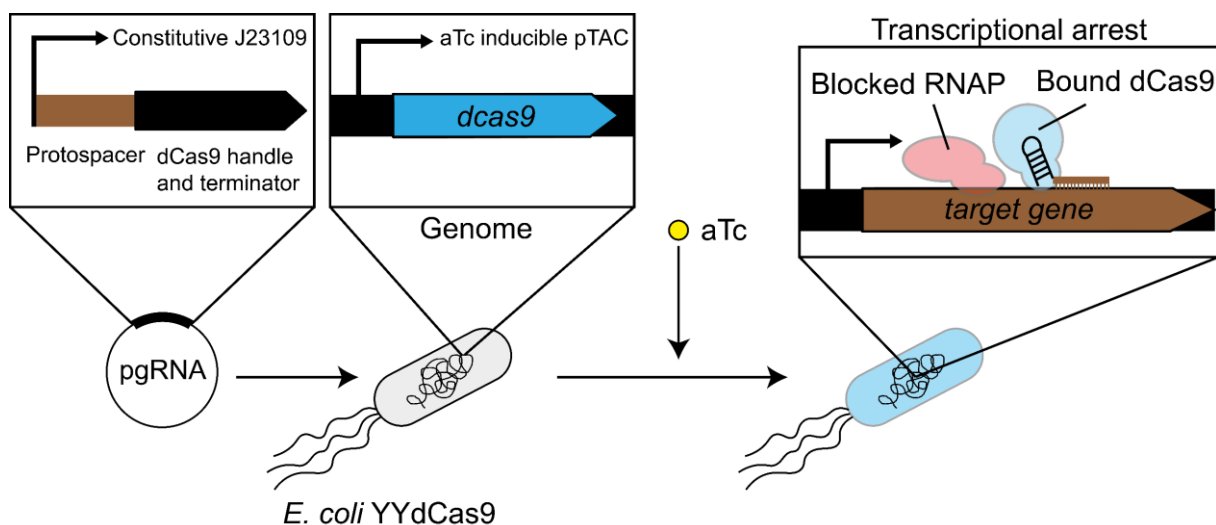 Constitutive J23109
Protospacer
dCas9 handle
and terminator
aTc inducible pTAC
dcas9
Genome
Transcriptional arrest
Blocked RNAP
Bound dCas9
target gene
aTc
pgRNA
E. coli YYdCas9